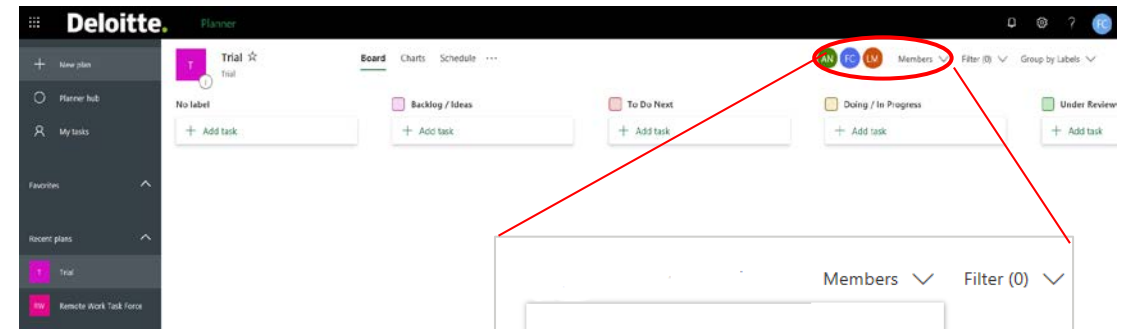 Deloitte. Planner ? FC
New plan
Planner hub
My tasks
Favorites
Recent plans
T Trial
RW Remote Work Task Force
T Trial
Trial
Board Charts Schedule ...
AN FC LM Members Filter (0) Group by Labels
No label Backlog / Ideas To Do Next Doing / In Progress Under Review
+ Add task + Add task + Add task + Add task + Add task
Members Filter (0)